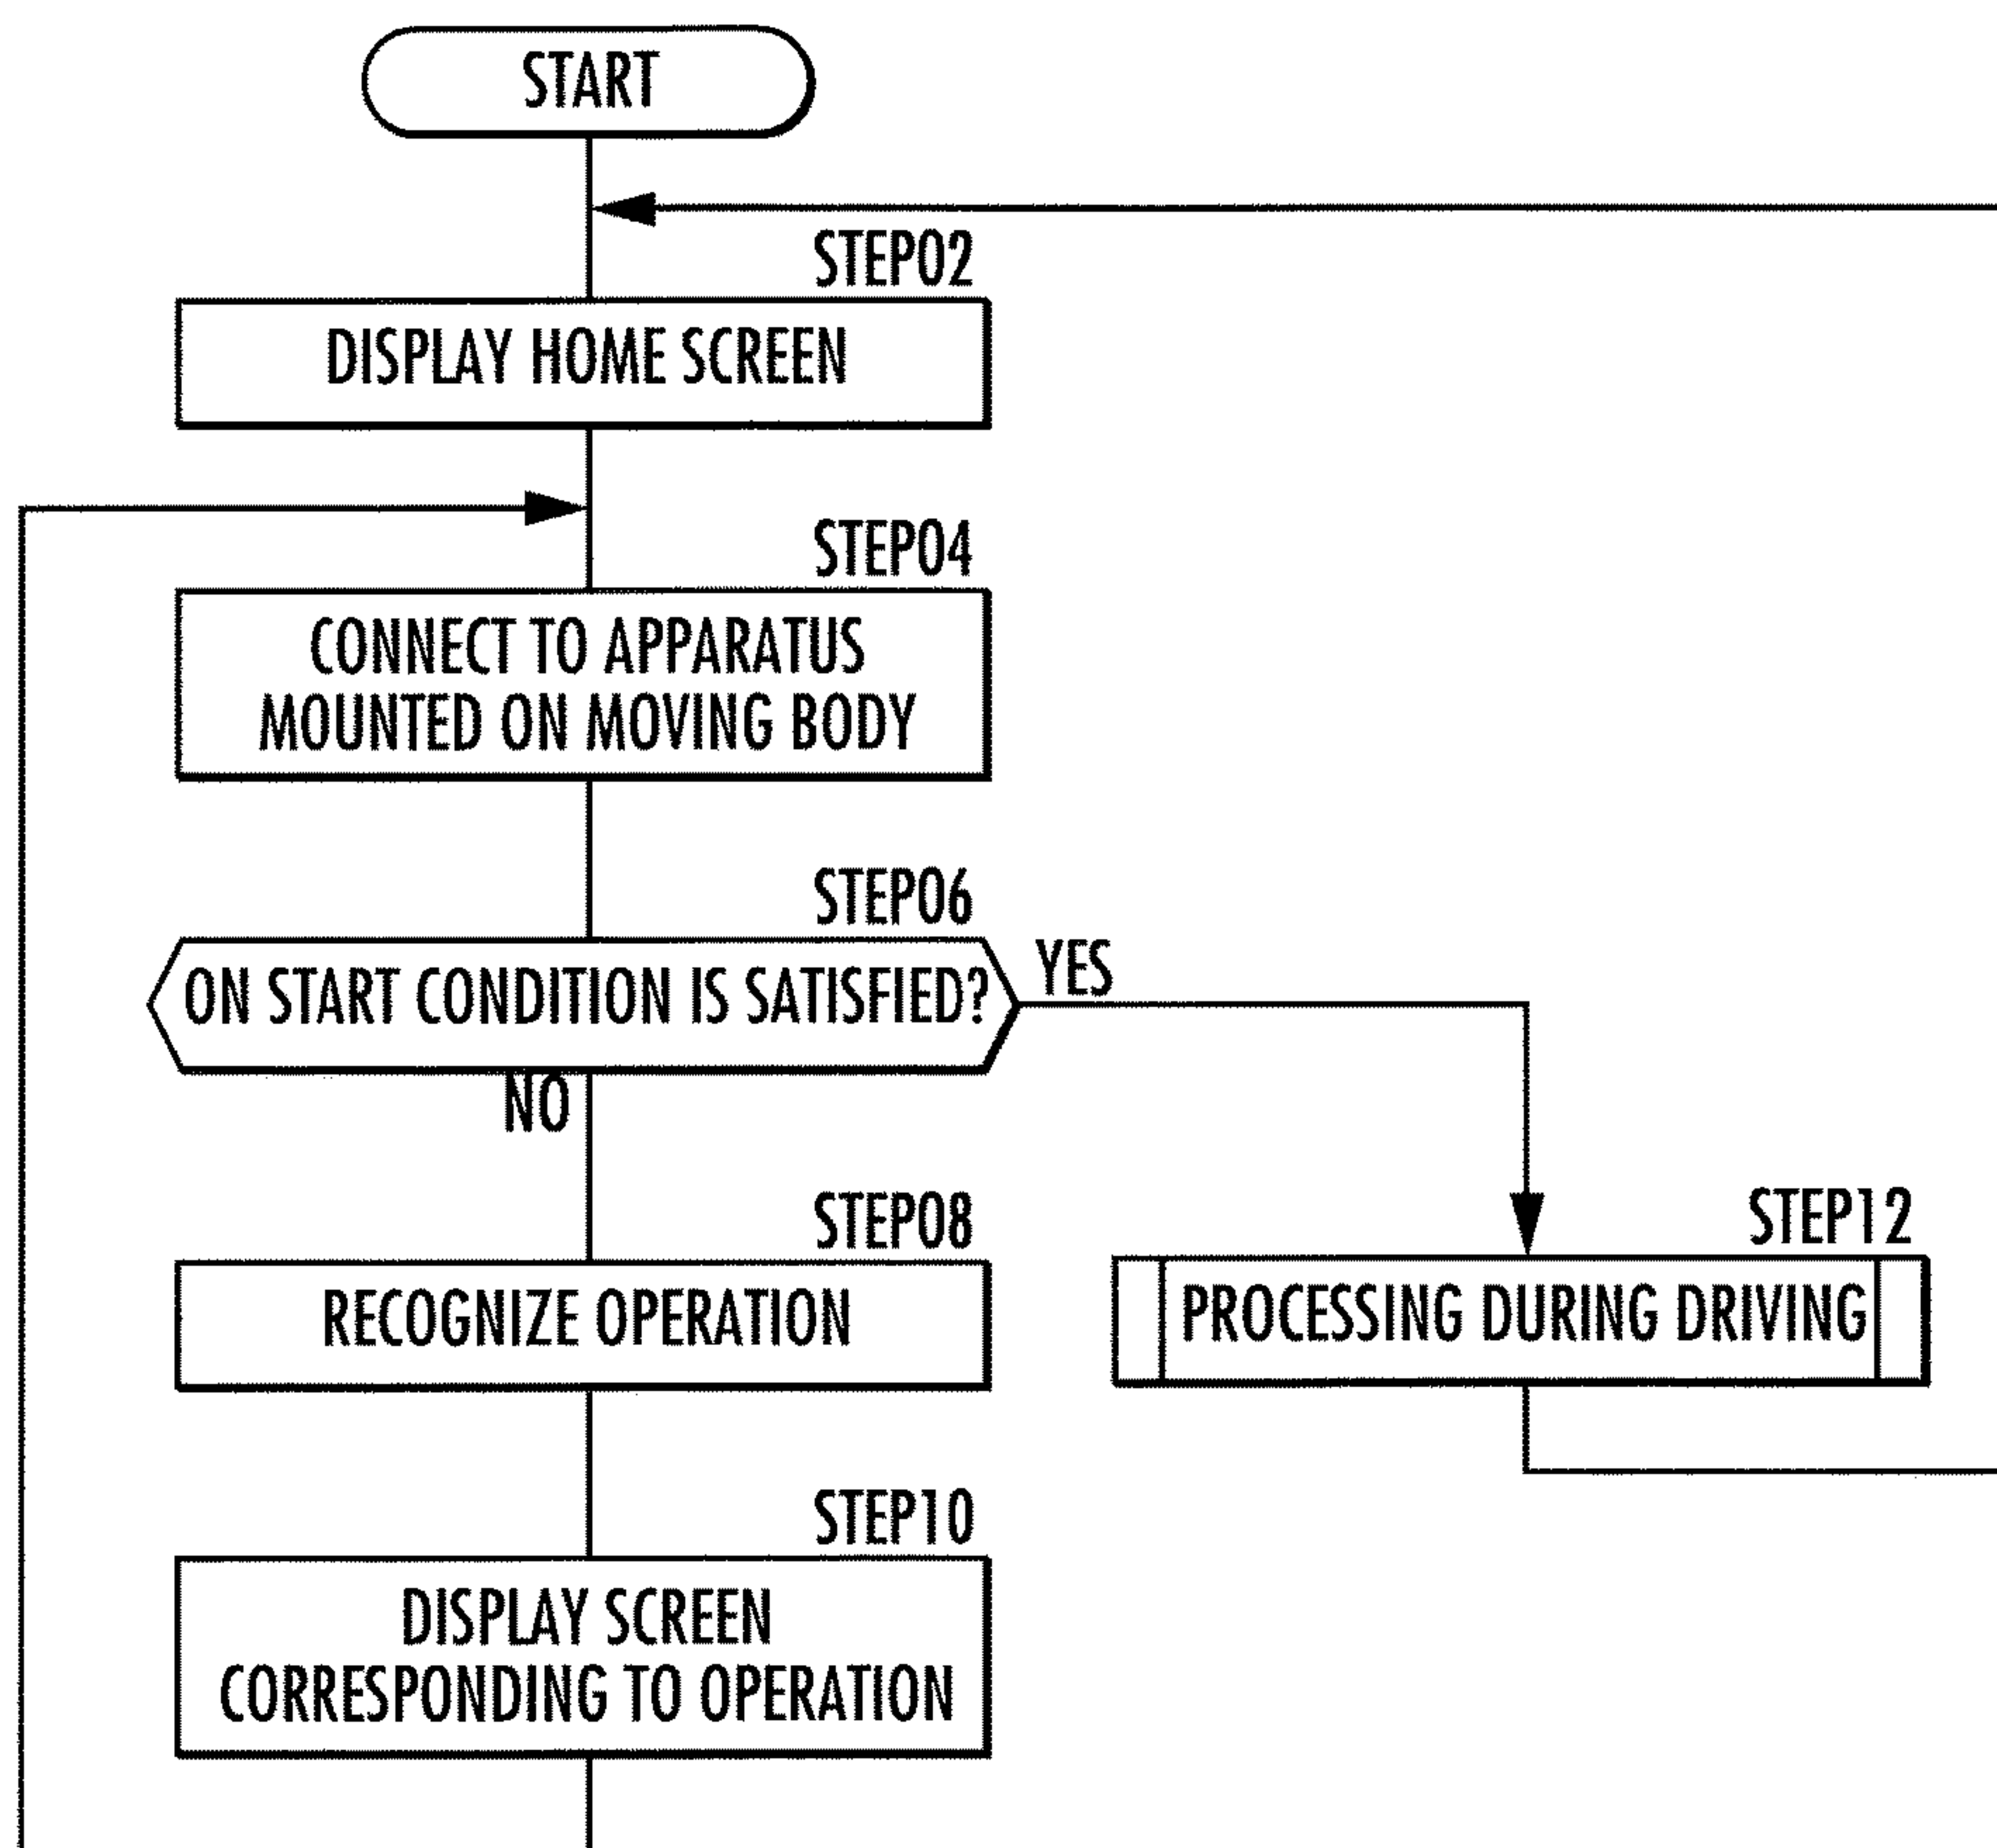 START
STEP02
DISPLAY HOME SCREEN
STEP04
CONNECT TO APPARATUS
MOUNTED ON MOVING BODY
STEP06
ON START CONDITION IS SATISFIED?
YES
NO
STEP08
RECOGNIZE OPERATION
STEP12
PROCESSING DURING DRIVING
STEP10
DISPLAY SCREEN
CORRESPONDING TO OPERATION